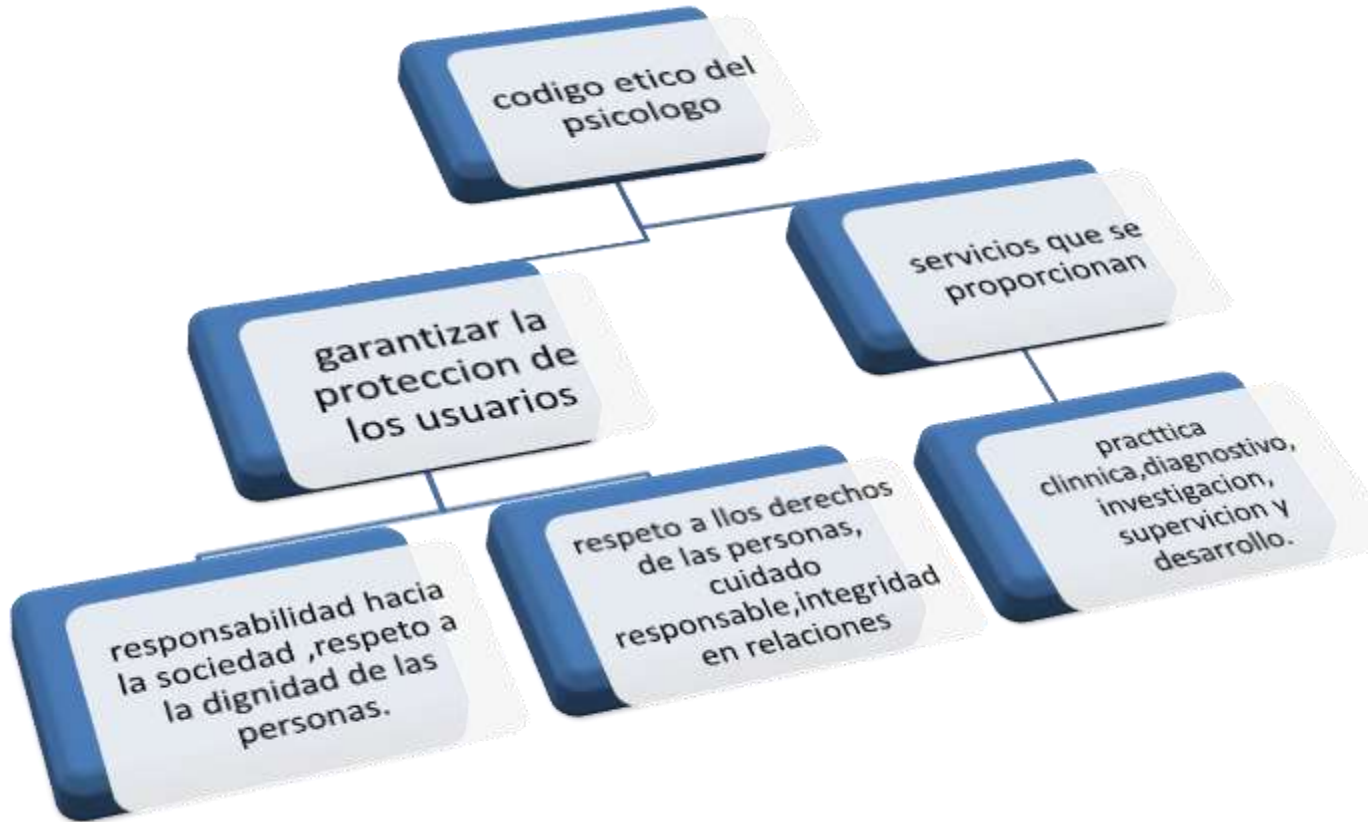 codigo etico del
psicologo
servicios que se
proporcionan
garantizar la
proteccion de
los usuarios
practtica
clinnica,diagnostivo,
investigacion,
supervicion y
desarrollo.
respeto a llos derechos
de las personas,
cuidado
responsable,integridad
en relaciones
responsabilidad hacia
la sociedad ,respeto a
la dignidad de las
personas.